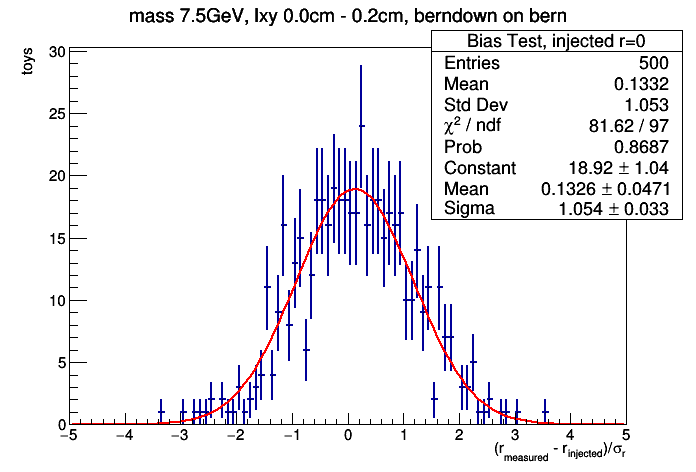 mass 7.5GeV, lxy 0.0cm - 0.2cm, berndown on bern
Bias Test, injected r=0
Entries 500
Mean 0.1332
Std Dev 1.053
χ² / ndf 81.62 / 97
Prob 0.8687
Constant 18.92 ± 1.04
Mean 0.1326 ± 0.0471
Sigma 1.054 ± 0.033
toys
30
25
20
15
10
5
0
−5 −4 −3 −2 −1 0 1 2 3 4 5
(r_measured - r_injected)/σ_r